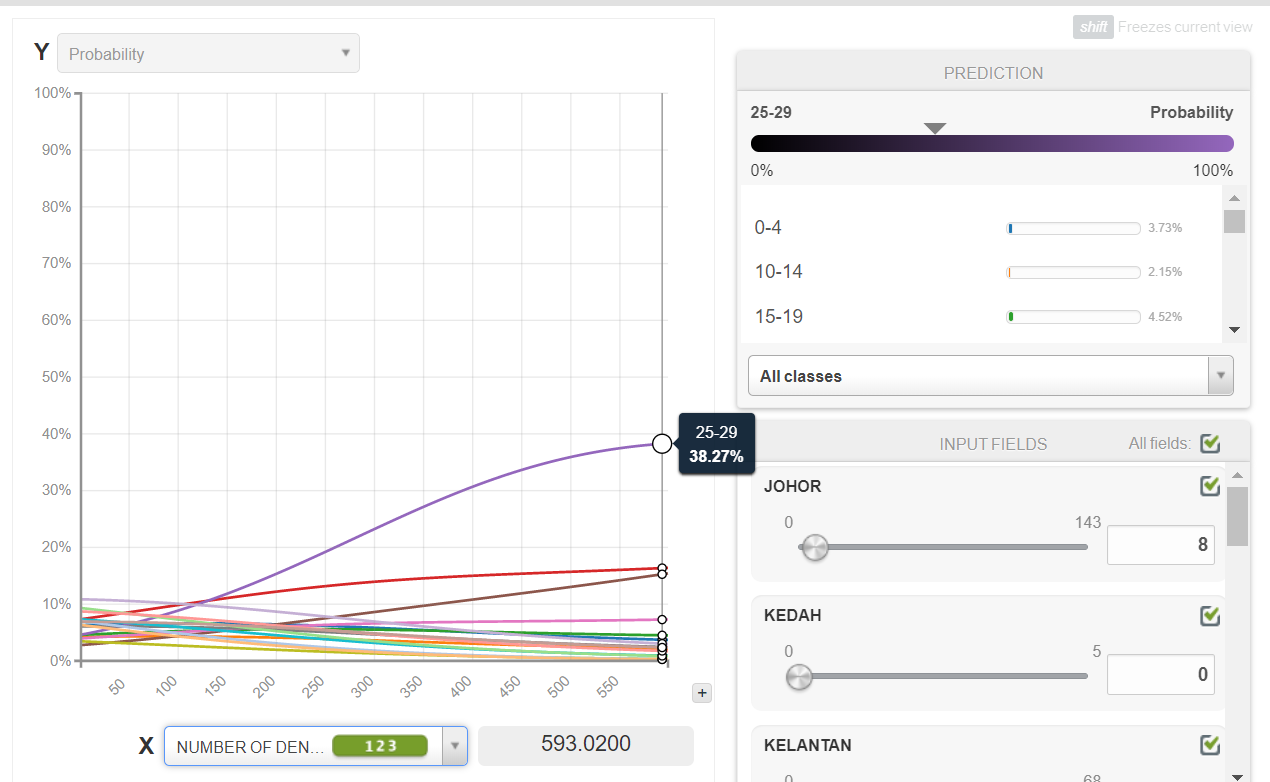 shift Freezes current view
Y Probability
PREDICTION
25-29 Probability
0% 100%
0-4 3.73%
10-14 2.15%
15-19 4.52%
All classes
100%
90%
80%
70%
60%
50%
40%
30%
20%
10%
0%
25-29
38.27%
50 100 150 200 250 300 350 400 450 500 550
+
X NUMBER OF DEN... 123 593.0200
INPUT FIELDS All fields:
JOHOR
0 143
8
KEDAH
0 5
0
KELANTAN
0 68